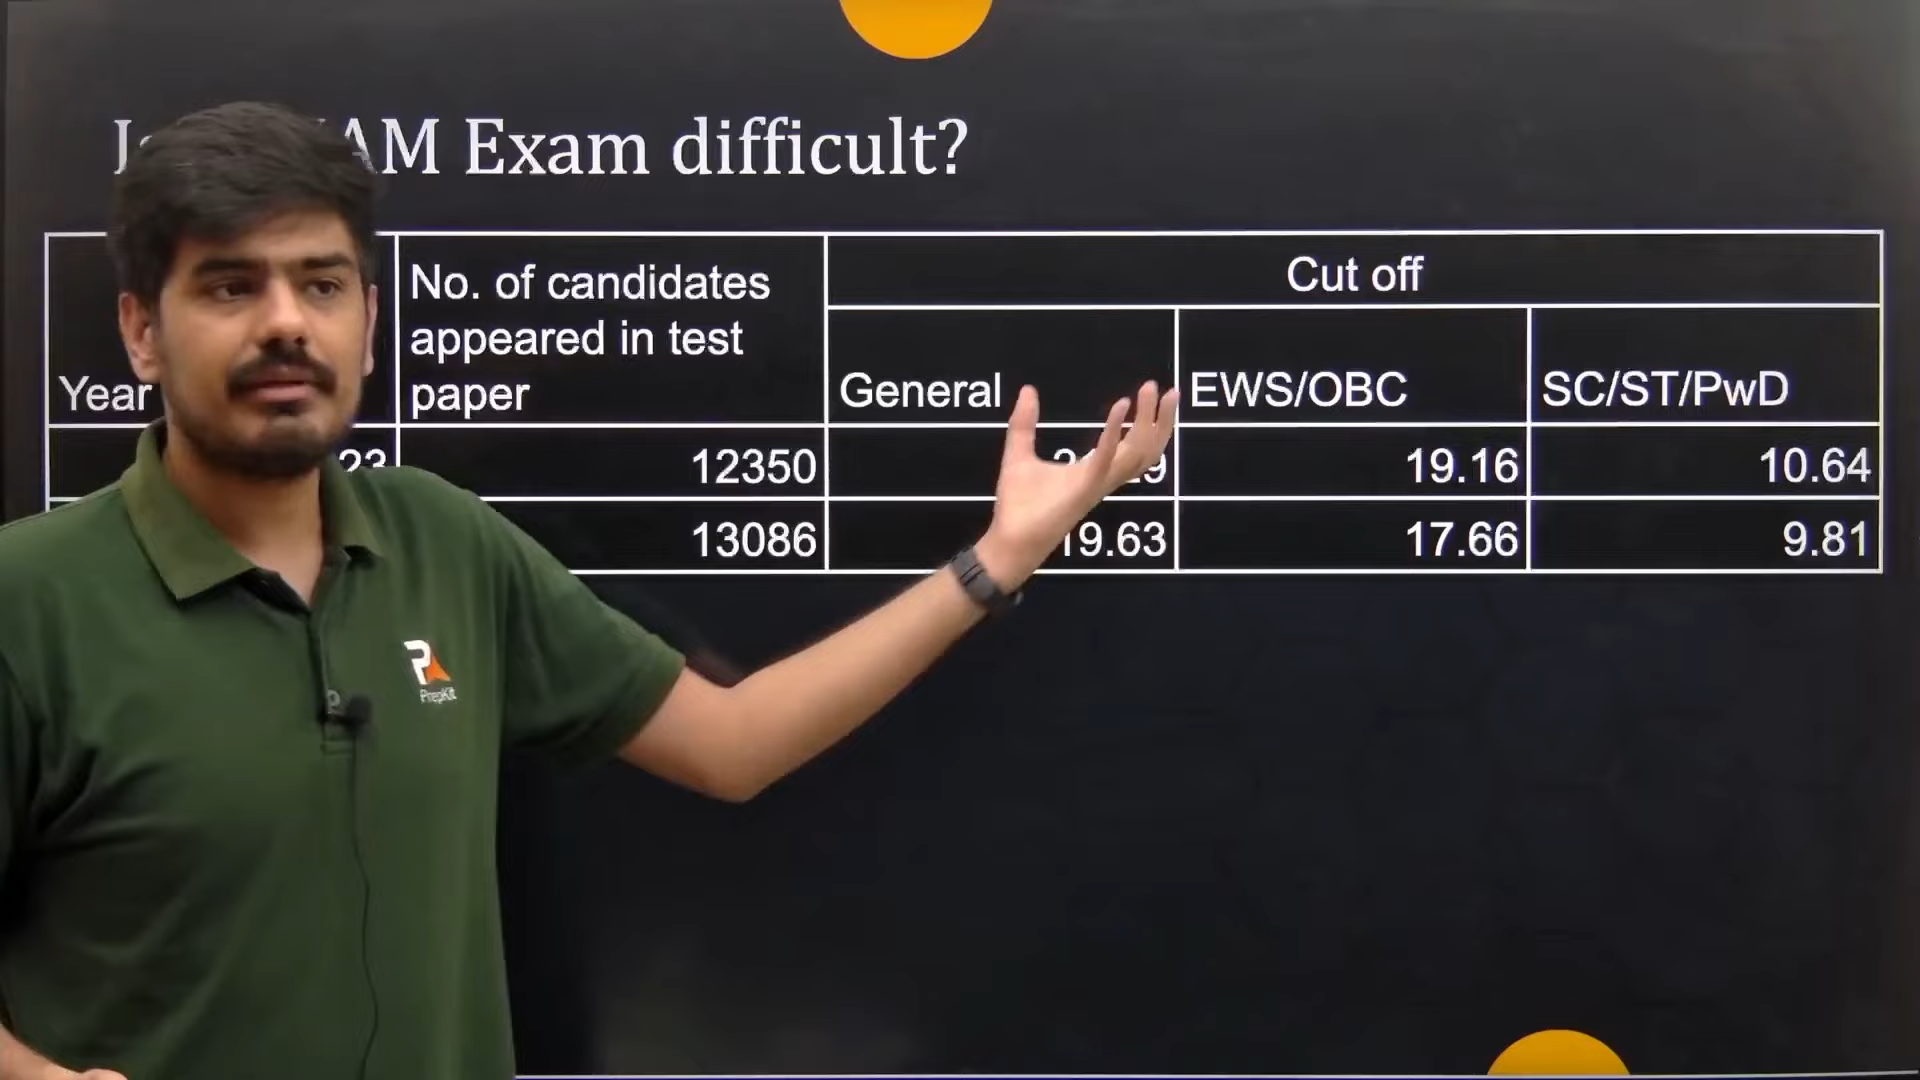 Exam difficult?
Year
No. of candidates
appeared in test
paper
Cut off
General
EWS/OBC
SC/ST/PwD
12350
19.16
10.64
13086
19.63
17.66
9.81
PrepKit